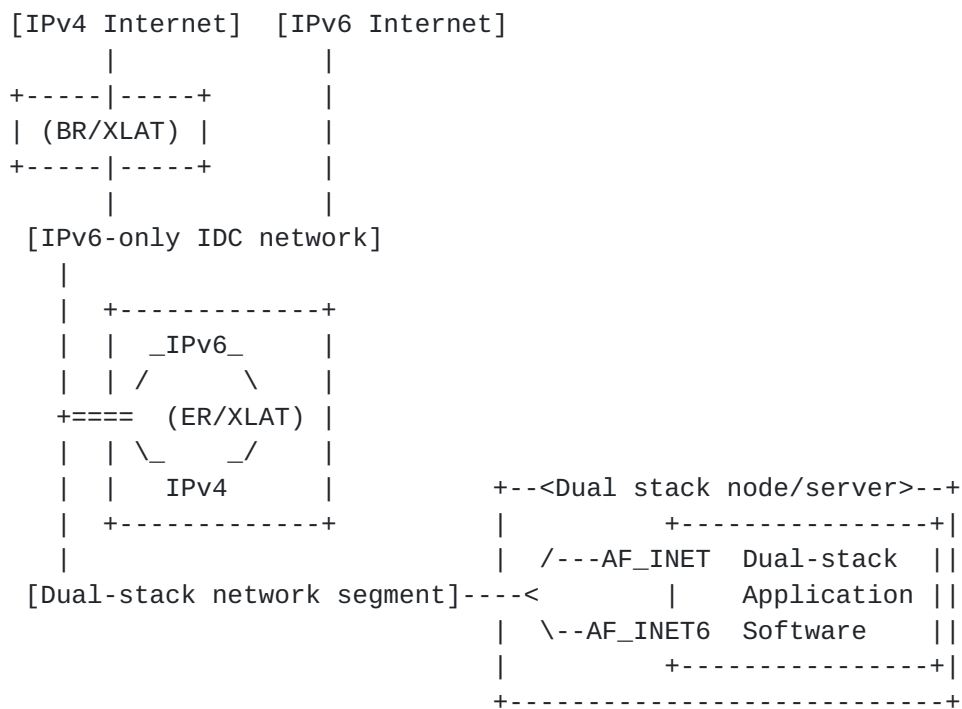 [IPv4 Internet]  [IPv6 Internet]
(BR/XLAT)
[IPv6-only IDC network]
_IPv6_
(ER/XLAT)
IPv4
<Dual stack node/server>
AF_INET  Dual-stack
[Dual-stack network segment]  Application
AF_INET6  Software